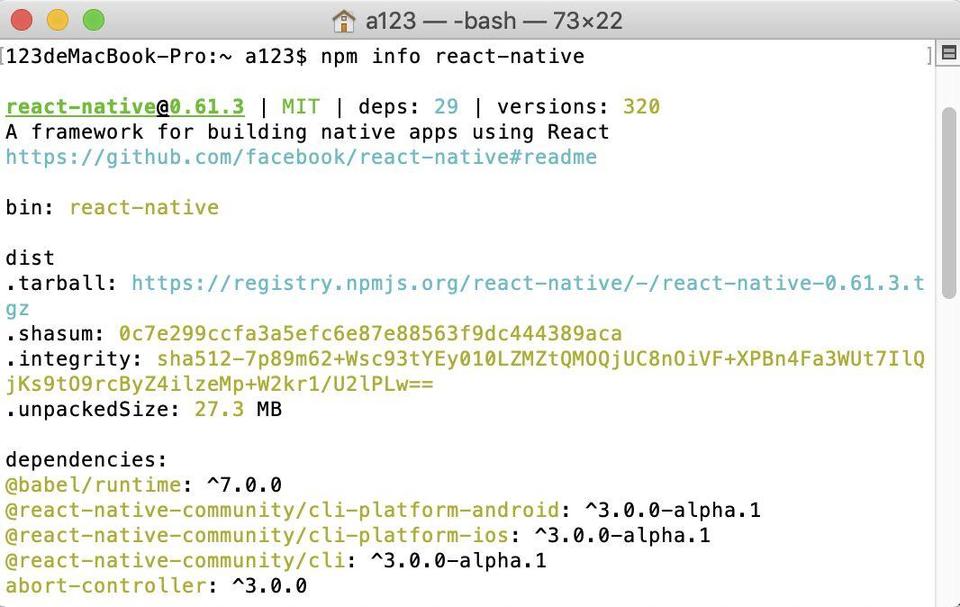 a123 — -bash — 73×22
123deMacBook-Pro:~ a123$ npm info react-native
react-native@0.61.3 | MIT | deps: 29 | versions: 320
A framework for building native apps using React
https://github.com/facebook/react-native#readme
bin: react-native
dist
.tarball: https://registry.npmjs.org/react-native/-/react-native-0.61.3.t
gz
.shasum: 0c7e299ccfa3a5efc6e87e88563f9dc444389aca
.integrity: sha512-7p89m62+Wsc93tYEy010LZMZtQMOQjUC8nOiVF+XPBn4Fa3WUt7IlQ
jKs9tO9rcByZ4ilzeMp+W2kr1/U2lPLw==
.unpackedSize: 27.3 MB
dependencies:
@babel/runtime: ^7.0.0
@react-native-community/cli-platform-android: ^3.0.0-alpha.1
@react-native-community/cli-platform-ios: ^3.0.0-alpha.1
@react-native-community/cli: ^3.0.0-alpha.1
abort-controller: ^3.0.0